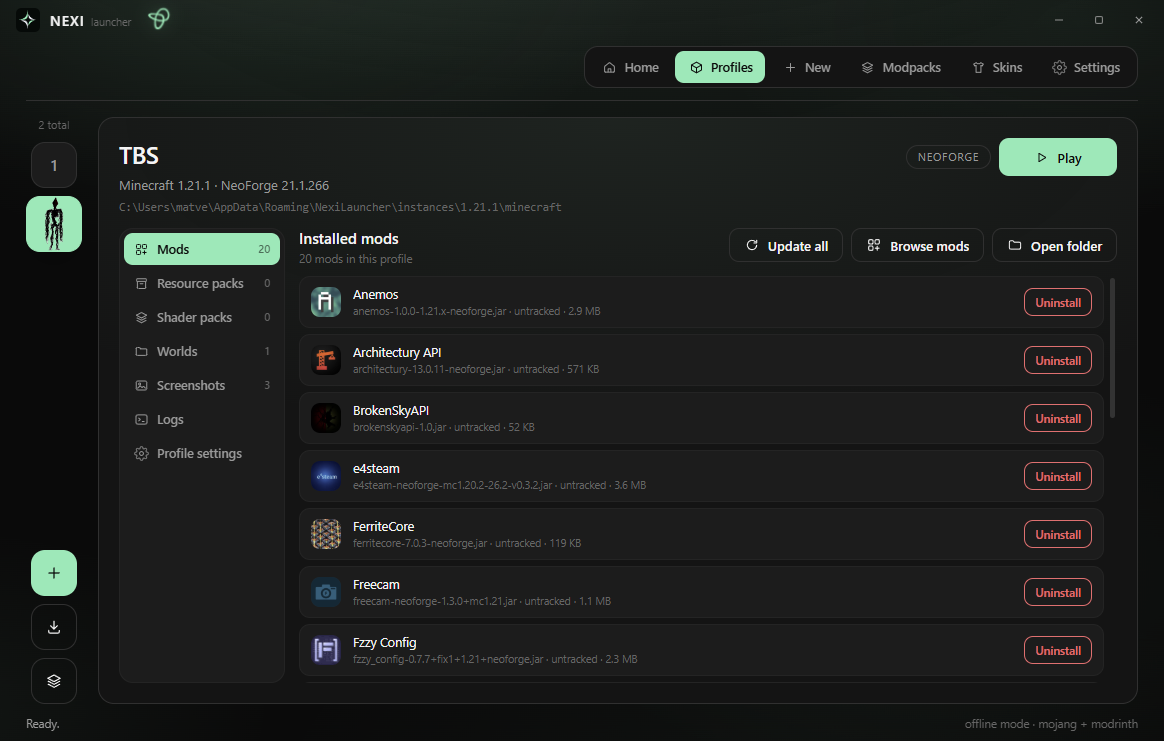 NEXI launcher
Home Profiles New Modpacks Skins Settings
2 total
1
TBS
NEOFORGE
Play
Minecraft 1.21.1 · NeoForge 21.1.266
C:\Users\matve\AppData\Roaming\NexiLauncher\instances\1.21.1\minecraft
Mods 20
Resource packs 0
Shader packs 0
Worlds 1
Screenshots 3
Logs
Profile settings
Installed mods
20 mods in this profile
Update all
Browse mods
Open folder
Anemos
anemos-1.0.0-1.21.x-neoforge.jar · untracked · 2.9 MB
Uninstall
Architectury API
architectury-13.0.11-neoforge.jar · untracked · 571 KB
Uninstall
BrokenSkyAPI
brokenskyapi-1.0.jar · untracked · 52 KB
Uninstall
e4steam
e4steam
e4steam-neoforge-mc1.20.2-26.2-v0.3.2.jar · untracked · 3.6 MB
Uninstall
FerriteCore
ferritecore-7.0.3-neoforge.jar · untracked · 119 KB
Uninstall
Freecam
freecam-neoforge-1.3.0+mc1.21.jar · untracked · 1.1 MB
Uninstall
[F]
Fzzy Config
fzzy_config-0.7.7+fix1+1.21+neoforge.jar · untracked · 2.3 MB
Uninstall
Ready.
offline mode · mojang + modrinth